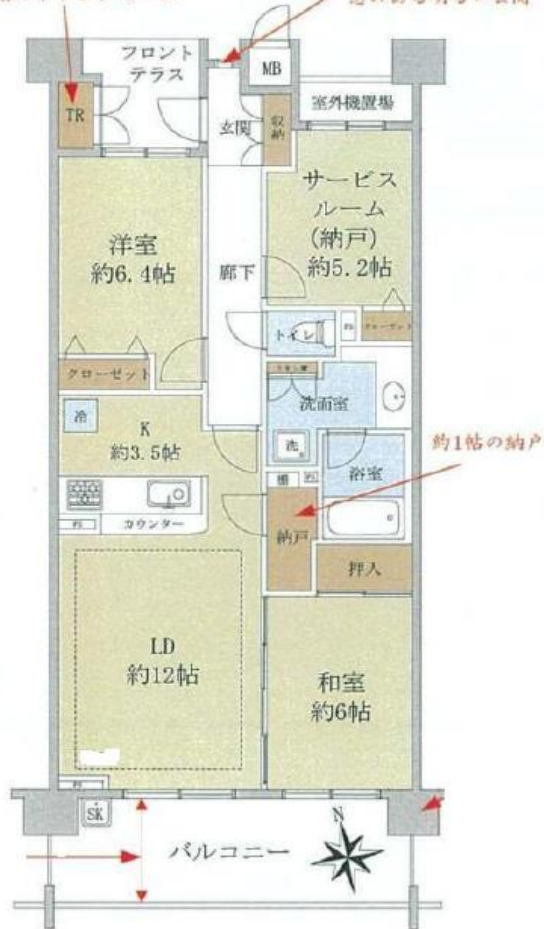 フロント
テラス
MB
TR
玄関
収納
室外機置場
サービス
ルーム
(納戸)
約5.2帖
洋室
約6.4帖
廊下
トイレ
PS
クローゼット
クローゼット
洗面室
冷
K
約3.5帖
洗
約1帖の納戸
棚
PS
浴室
カウンター
PS
納戸
押入
LD
約12帖
和室
約6帖
SK
バルコニー
N